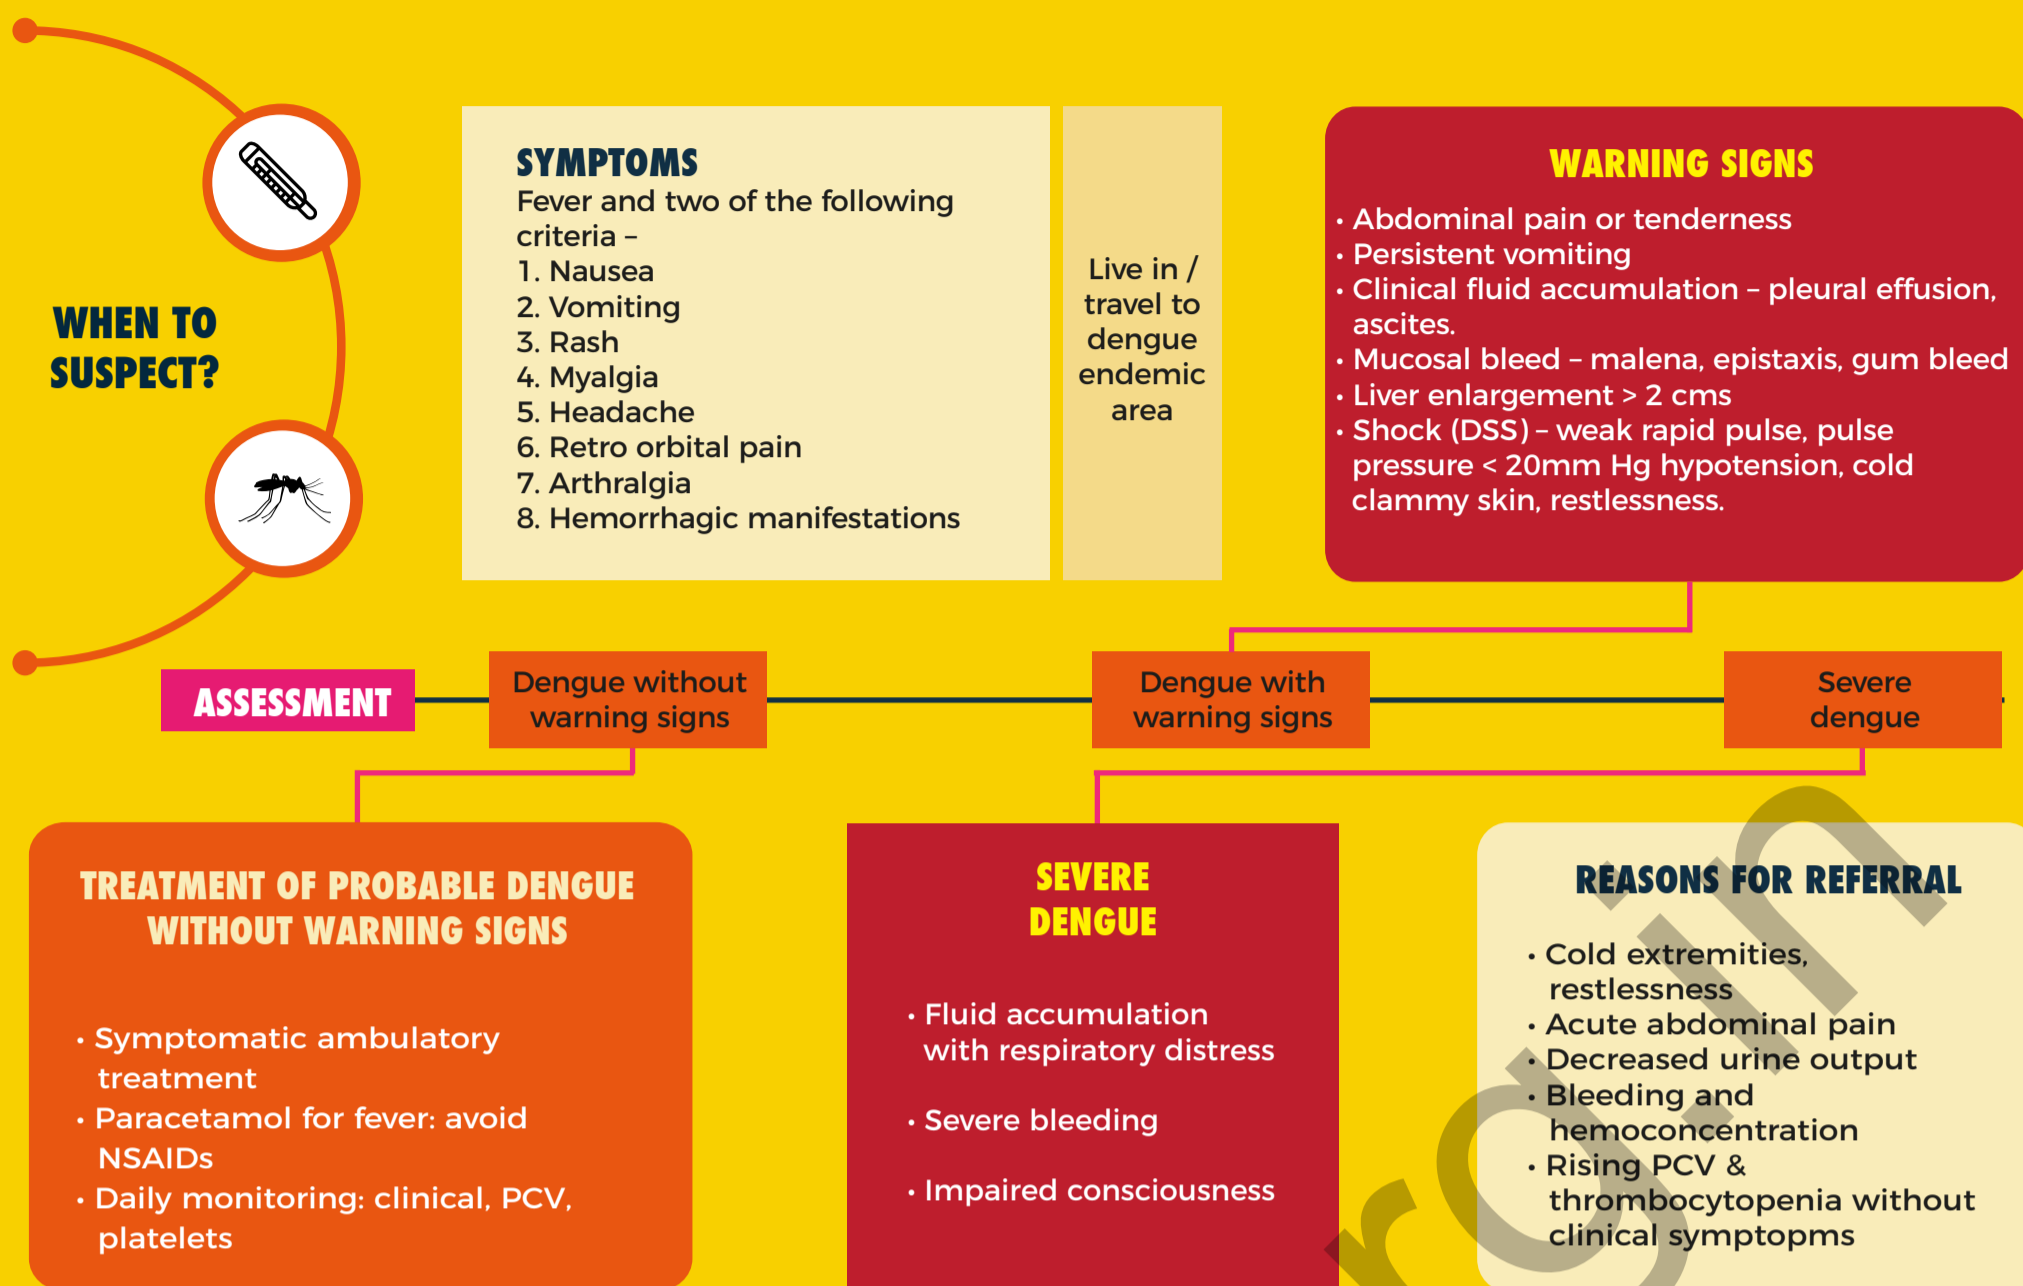 WHEN TO
SUSPECT?
SYMPTOMS
Fever and two of the following
criteria –
1. Nausea
2. Vomiting
3. Rash
4. Myalgia
5. Headache
6. Retro orbital pain
7. Arthralgia
8. Hemorrhagic manifestations
Live in /
travel to
dengue
endemic
area
WARNING SIGNS
• Abdominal pain or tenderness
• Persistent vomiting
• Clinical fluid accumulation – pleural effusion,
ascites.
• Mucosal bleed – malena, epistaxis, gum bleed
• Liver enlargement > 2 cms
• Shock (DSS) – weak rapid pulse, pulse
pressure < 20mm Hg hypotension, cold
clammy skin, restlessness.
ASSESSMENT
Dengue without
warning signs
Dengue with
warning signs
Severe
dengue
TREATMENT OF PROBABLE DENGUE
WITHOUT WARNING SIGNS
• Symptomatic ambulatory
treatment
• Paracetamol for fever: avoid
NSAIDs
• Daily monitoring: clinical, PCV,
platelets
SEVERE
DENGUE
• Fluid accumulation
with respiratory distress
• Severe bleeding
• Impaired consciousness
REASONS FOR REFERRAL
• Cold extremities,
restlessness
• Acute abdominal pain
• Decreased urine output
• Bleeding and
hemoconcentration
• Rising PCV &
thrombocytopenia without
clinical symptopms
rg.in